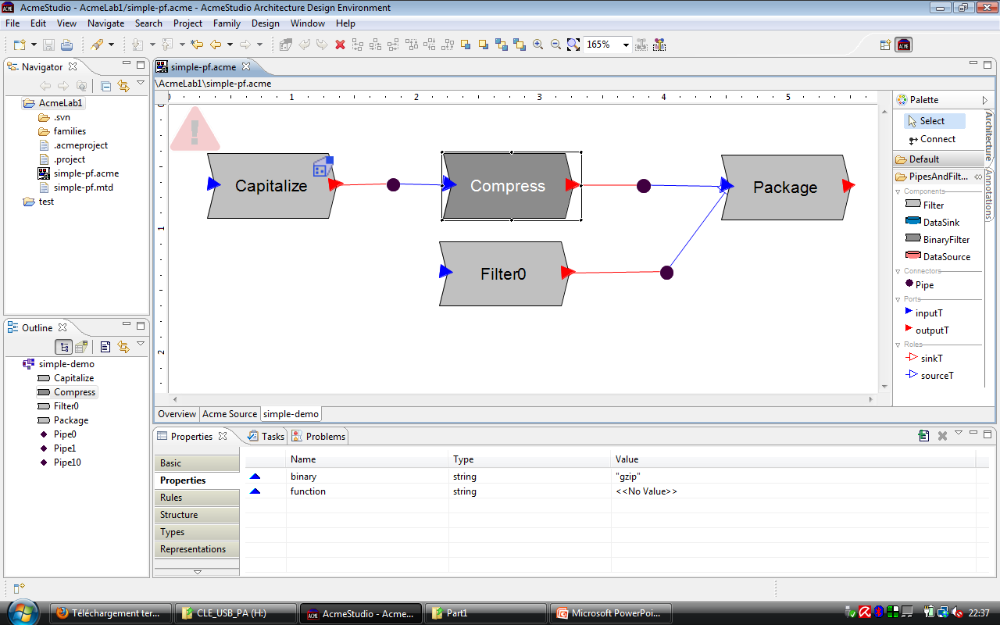 AcmeStudio - AcmeLab1/simple-pf.acme - AcmeStudio Architecture Design Environment
File Edit View Navigate Search Project Family Design Window Help
165%
ACME
Navigator
AcmeLab1
.svn
families
.acmeproject
.project
simple-pf.acme
simple-pf.mtd
test
Outline
simple-demo
Capitalize
Compress
Filter0
Package
Pipe0
Pipe1
Pipe10
simple-pf.acme
\AcmeLab1\simple-pf.acme
0 1 2 3 4 5
0
1
2
Capitalize
Compress
Package
Filter0
Overview Acme Source simple-demo
Palette
Select
Connect
Default
PipesAndFilt...
Components
Filter
DataSink
BinaryFilter
DataSource
Connectors
Pipe
Ports
inputT
outputT
Roles
sinkT
sourceT
Architecture
Annotations
Properties Tasks Problems
Basic
Properties
Rules
Structure
Types
Representations
Name Type Value
binary string "gzip"
function string <<No Value>>
Téléchargement ter...
CLE_USB_PA (H:)
AcmeStudio - Acme...
Part1
Microsoft PowerPoi...
22:37